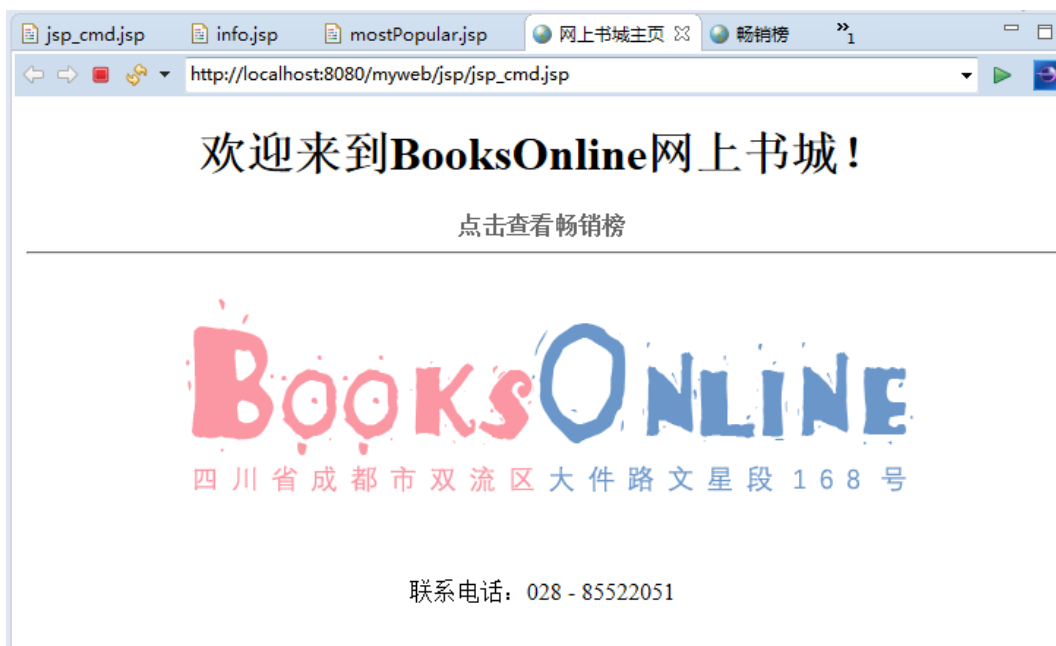 jsp_cmd.jsp info.jsp mostPopular.jsp 网上书城主页 畅销榜 »1
http://localhost:8080/myweb/jsp/jsp_cmd.jsp
欢迎来到BooksOnline网上书城！
点击查看畅销榜
BOOKSONLINE
四川省成都市双流区大件路文星段168号
联系电话：028 - 85522051